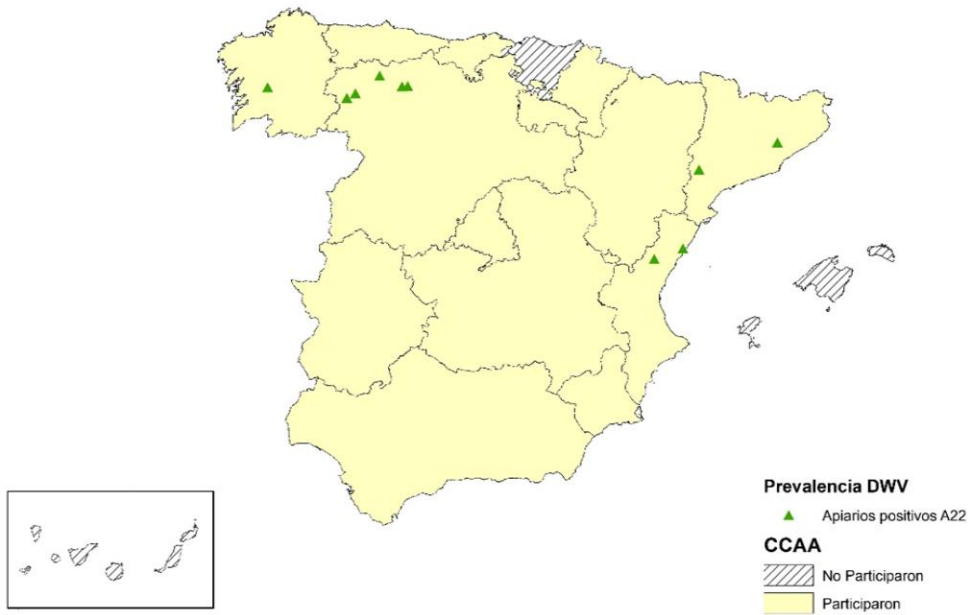 Prevalencia DWV
Apiarios positivos A22
CCAA
No Participaron
Participaron